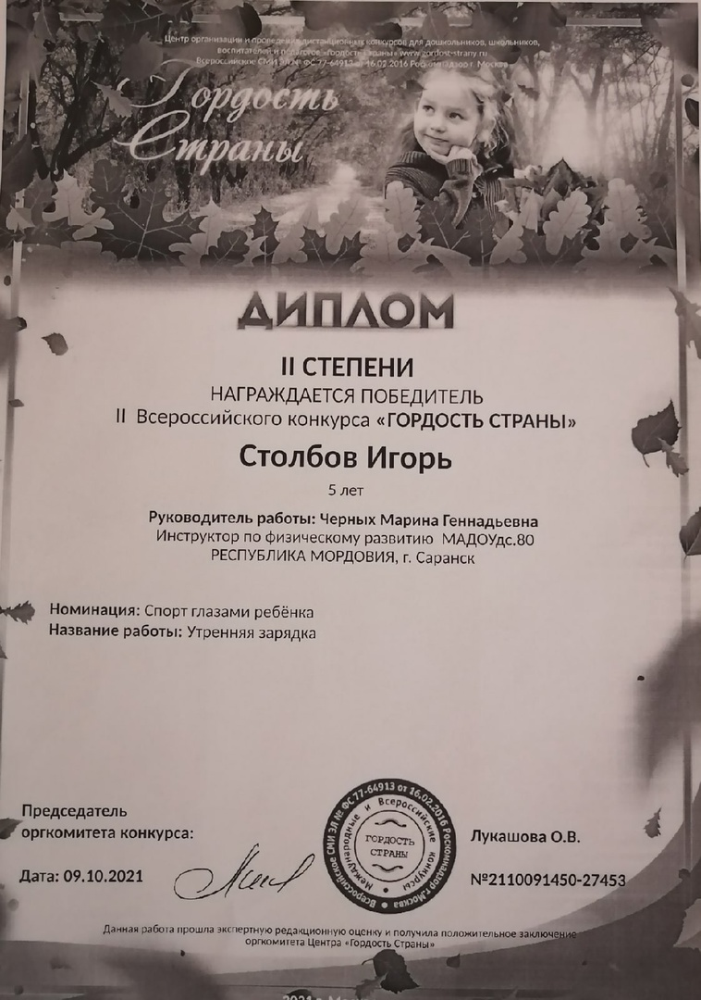 Центр организации и проведения дистанционных конкурсов для дошкольников, школьников,
воспитателей и педагогов «Гордость Страны» www.gordost-strany.ru
Всероссийское СМИ ЭЛ № ФС 77-64913 от 16.02.2016 Роскомнадзор г. Москва
Гордость
Страны
ДИПЛОМ
II СТЕПЕНИ
НАГРАЖДАЕТСЯ ПОБЕДИТЕЛЬ
II Всероссийского конкурса «ГОРДОСТЬ СТРАНЫ»
Столбов Игорь
5 лет
Руководитель работы: Черных Марина Геннадьевна
Инструктор по физическому развитию МАДОУдс.80
РЕСПУБЛИКА МОРДОВИЯ, г. Саранск
Номинация: Спорт глазами ребёнка
Название работы: Утренняя зарядка
Председатель
оргкомитета конкурса:
Лукашова О.В.
Дата: 09.10.2021
Всероссийское СМИ ЭЛ № ФС 77-64913 от 16.02.2016 Роскомнадзор г.Москва
Международные и Всероссийские конкурсы
ГОРДОСТЬ
СТРАНЫ
№2110091450-27453
Данная работа прошла экспертную редакционную оценку и получила положительное заключение
оргкомитета Центра «Гордость Страны»